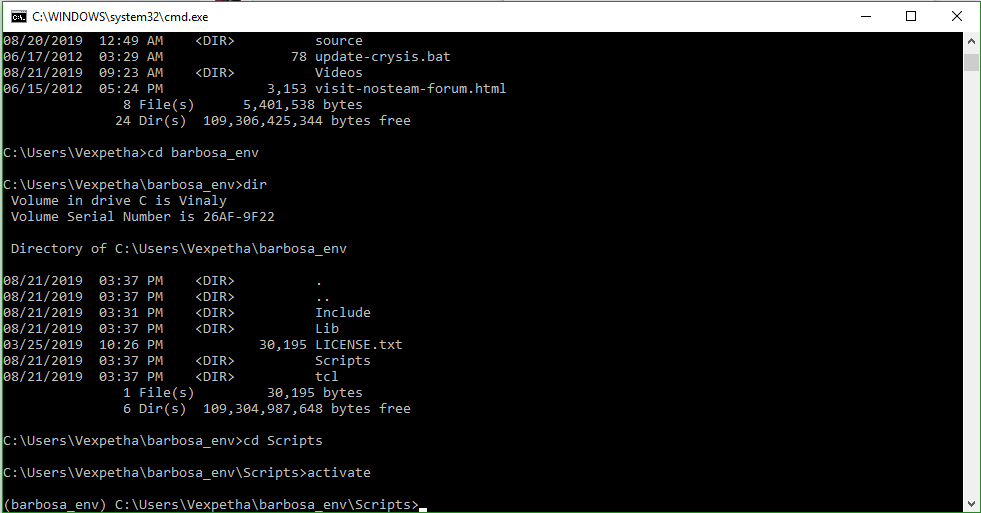 C:\WINDOWS\system32\cmd.exe
08/20/2019  12:49 AM    <DIR>          source
06/17/2012  03:29 AM                78 update-crysis.bat
08/21/2019  09:23 AM    <DIR>          Videos
06/15/2012  05:24 PM             3,153 visit-nosteam-forum.html
               8 File(s)      5,401,538 bytes
              24 Dir(s)  109,306,425,344 bytes free
C:\Users\Vexpetha>cd barbosa_env
C:\Users\Vexpetha\barbosa_env>dir
 Volume in drive C is Vinaly
 Volume Serial Number is 26AF-9F22
 Directory of C:\Users\Vexpetha\barbosa_env
08/21/2019  03:37 PM    <DIR>          .
08/21/2019  03:37 PM    <DIR>          ..
08/21/2019  03:31 PM    <DIR>          Include
08/21/2019  03:37 PM    <DIR>          Lib
03/25/2019  10:26 PM            30,195 LICENSE.txt
08/21/2019  03:37 PM    <DIR>          Scripts
08/21/2019  03:37 PM    <DIR>          tcl
               1 File(s)         30,195 bytes
               6 Dir(s)  109,304,987,648 bytes free
C:\Users\Vexpetha\barbosa_env>cd Scripts
C:\Users\Vexpetha\barbosa_env\Scripts>activate
(barbosa_env) C:\Users\Vexpetha\barbosa_env\Scripts>